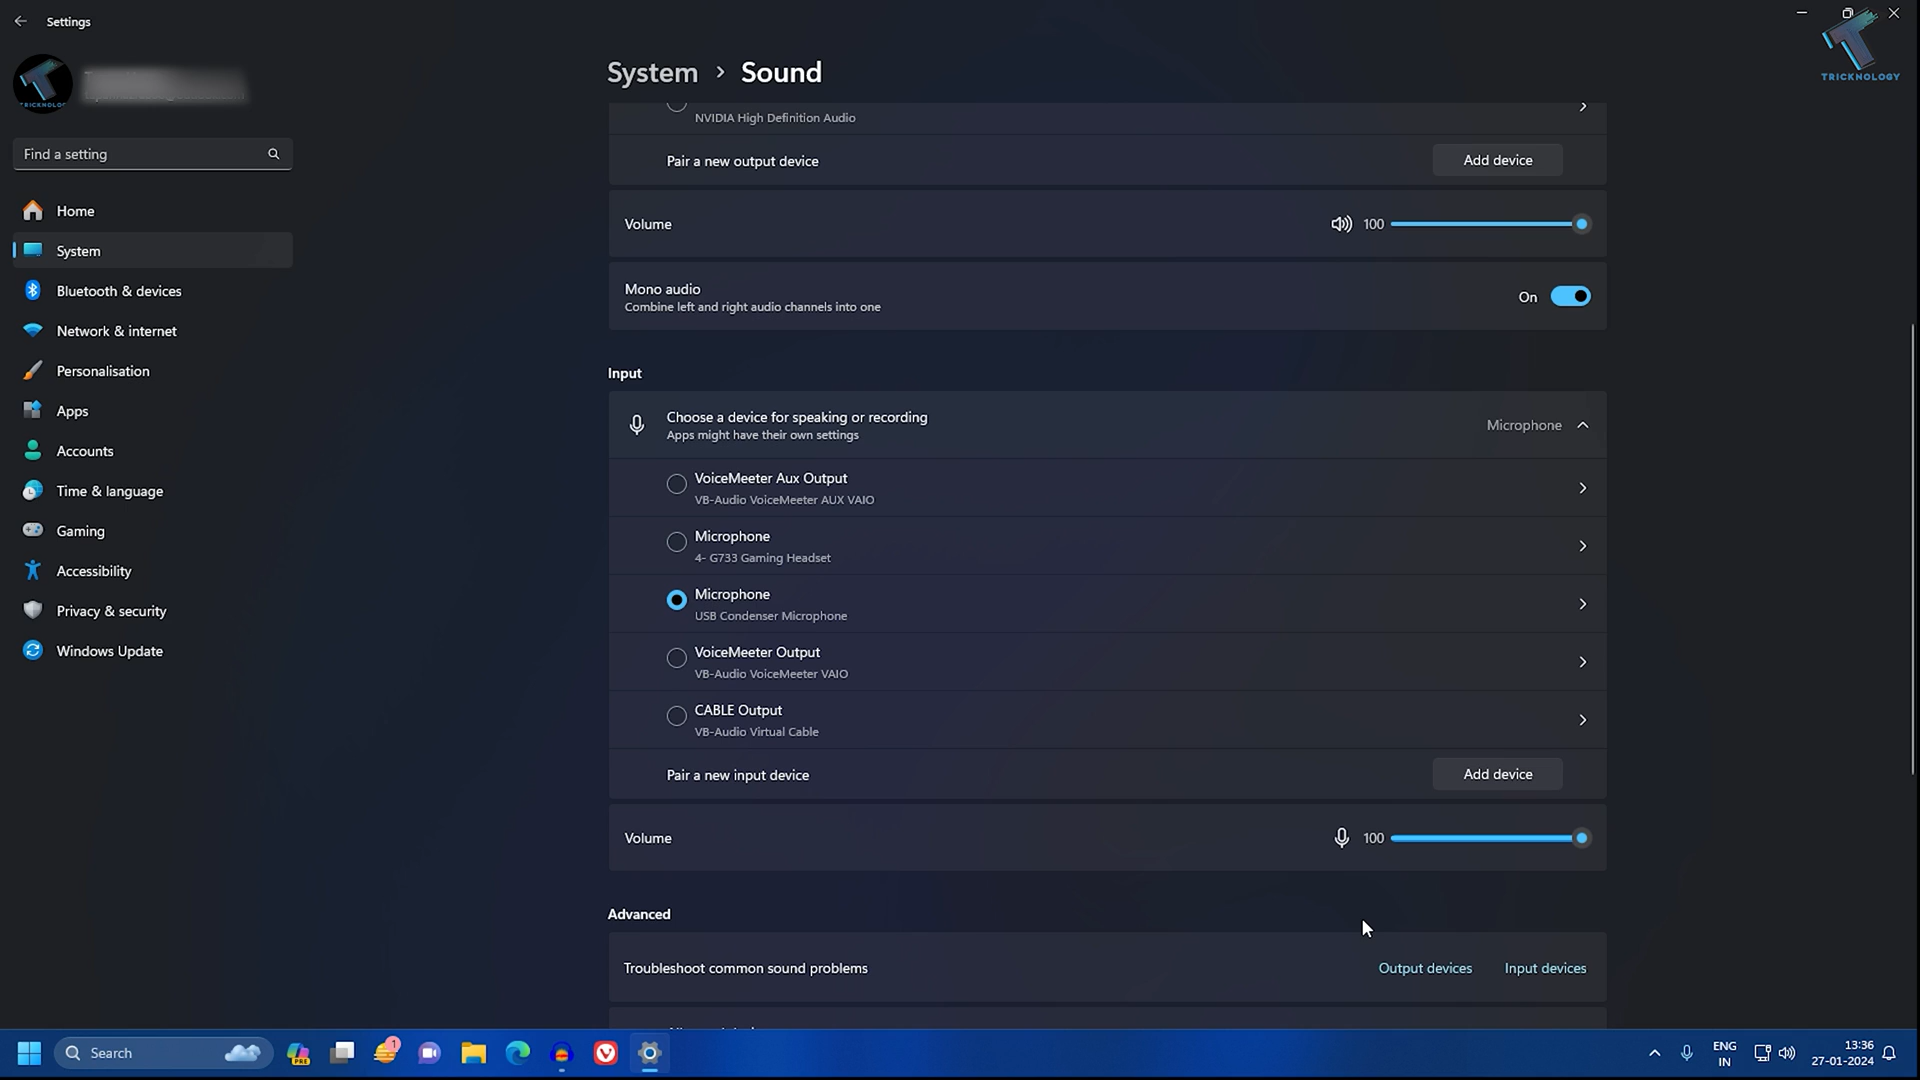 Settings
TRICKNOLOGY
Find a setting
Home
System
Bluetooth & devices
Network & internet
Personalisation
Apps
Accounts
Time & language
Gaming
Accessibility
Privacy & security
Windows Update
System > Sound
NVIDIA High Definition Audio
Pair a new output device
Add device
Volume
100
Mono audio
Combine left and right audio channels into one
On
Input
Choose a device for speaking or recording
Apps might have their own settings
Microphone
VoiceMeeter Aux Output
VB-Audio VoiceMeeter AUX VAIO
Microphone
4- G733 Gaming Headset
Microphone
USB Condenser Microphone
VoiceMeeter Output
VB-Audio VoiceMeeter VAIO
CABLE Output
VB-Audio Virtual Cable
Pair a new input device
Add device
Volume
100
Advanced
Troubleshoot common sound problems
Output devices
Input devices
Search
PRE
1
ENG
IN
13:36
27-01-2024